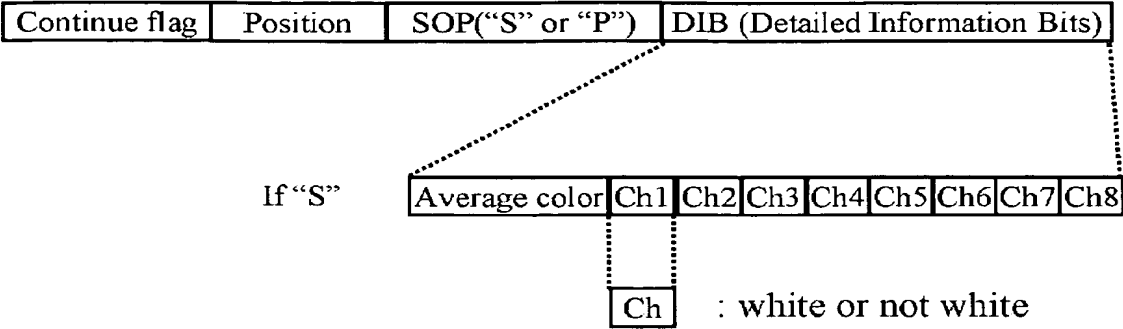 Continue flag Position SOP(“S” or “P”) DIB (Detailed Information Bits)
If “S” Average color Ch1 Ch2 Ch3 Ch4 Ch5 Ch6 Ch7 Ch8
Ch : white or not white